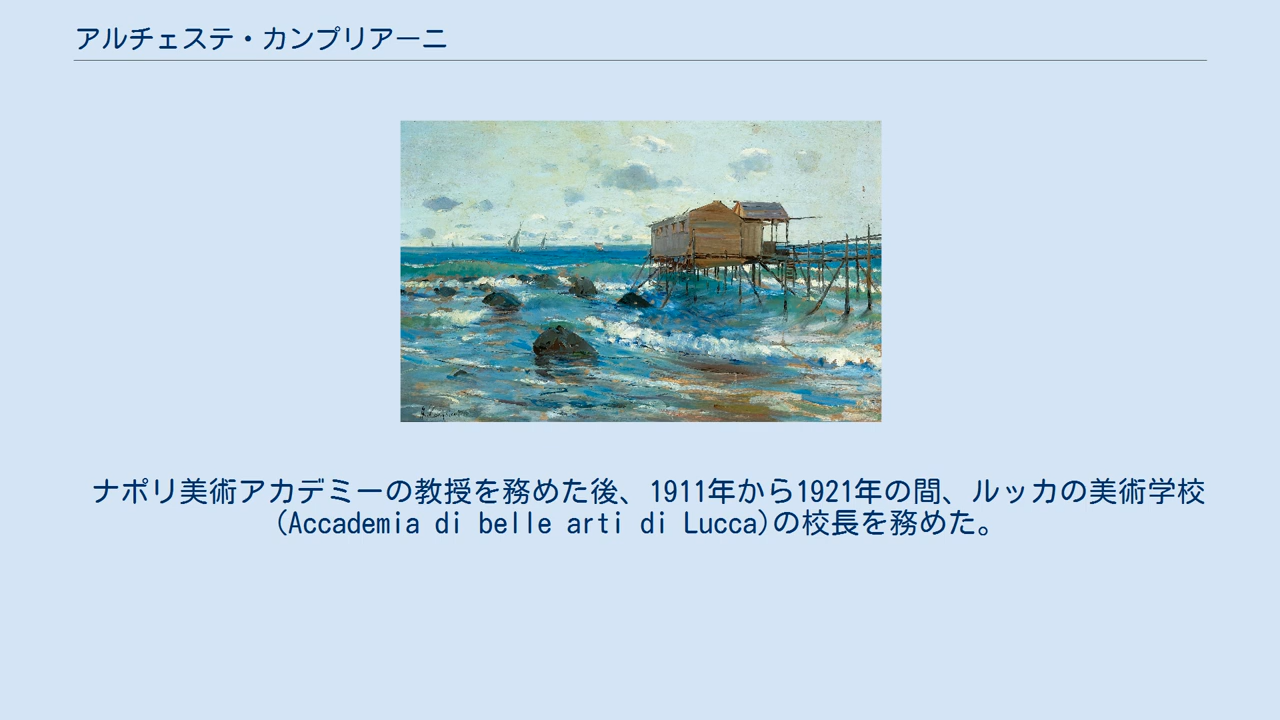 アルチェステ・カンプリアーニ
ナポリ美術アカデミーの教授を務めた後、1911年から1921年の間、ルッカの美術学校
(Accademia di belle arti di Lucca)の校長を務めた。